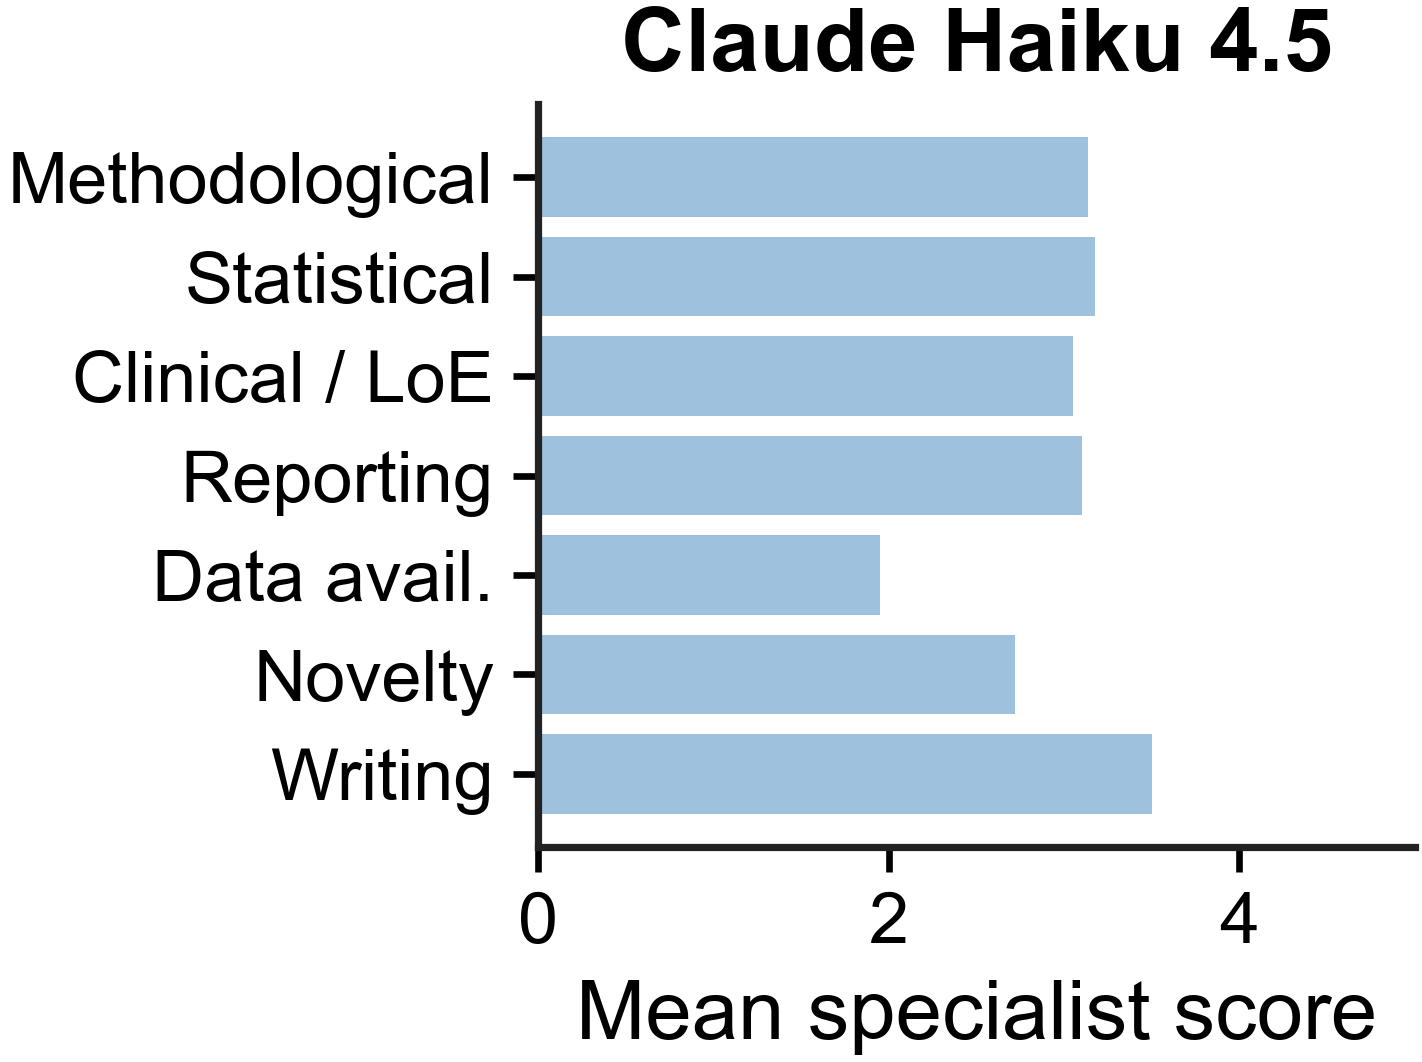 Claude Haiku 4.5
Methodological
Statistical
Clinical / LoE
Reporting
Data avail.
Novelty
Writing
0 2 4
Mean specialist score